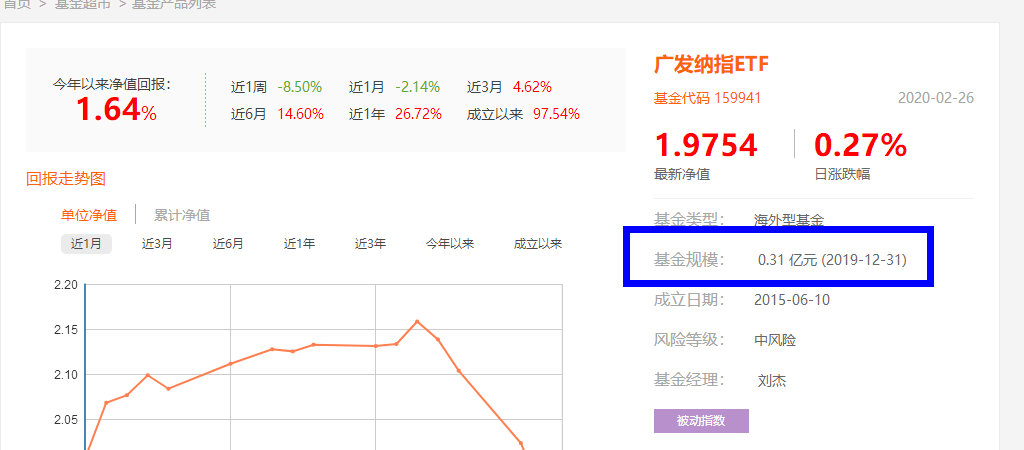 首页 > 基金超市 > 基金产品列表
今年以来净值回报：
1.64%
近1周 -8.50% 近1月 -2.14% 近3月 4.62%
近6月 14.60% 近1年 26.72% 成立以来 97.54%
广发纳指ETF
基金代码 159941 2020-02-26
1.9754 0.27%
最新净值 日涨跌幅
回报走势图
单位净值 累计净值
近1月 近3月 近6月 近1年 近3年 今年以来 成立以来
2.20
2.15
2.10
2.05
基金类型： 海外型基金
基金规模： 0.31 亿元 (2019-12-31)
成立日期： 2015-06-10
风险等级： 中风险
基金经理： 刘杰
被动指数